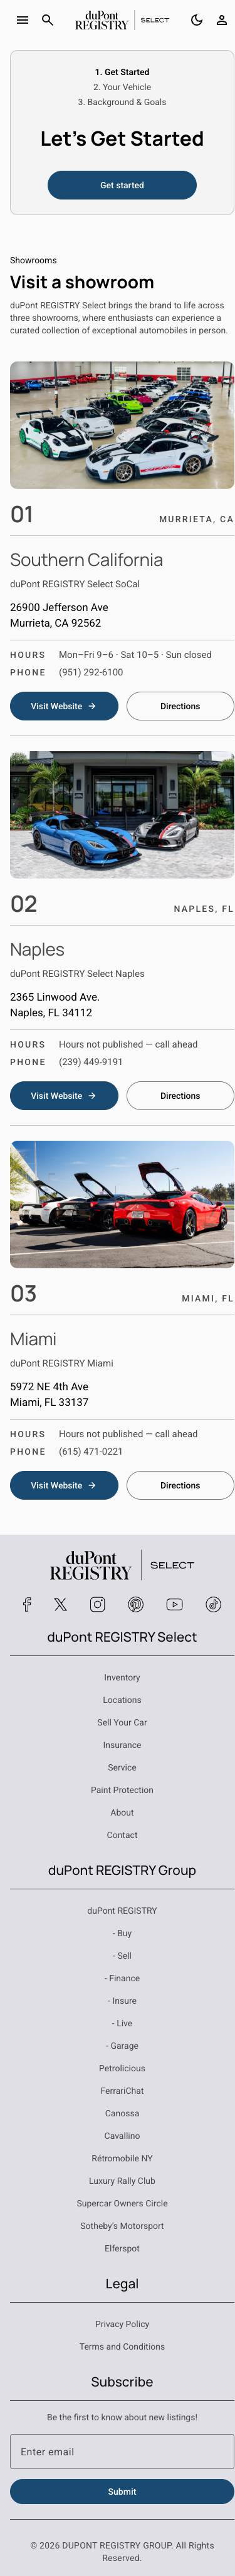 duPont
REGISTRY
SELECT
1. Get Started
2. Your Vehicle
3. Background & Goals
Let's Get Started
Get started
Showrooms
Visit a showroom
duPont REGISTRY Select brings the brand to life across
three showrooms, where enthusiasts can experience a
curated collection of exceptional automobiles in person.
01
MURRIETA, CA
Southern California
duPont REGISTRY Select SoCal
26900 Jefferson Ave
Murrieta, CA 92562
HOURS Mon–Fri 9–6 · Sat 10–5 · Sun closed
PHONE (951) 292-6100
Visit Website →
Directions
02
NAPLES, FL
Naples
duPont REGISTRY Select Naples
2365 Linwood Ave.
Naples, FL 34112
HOURS Hours not published — call ahead
PHONE (239) 449-9191
Visit Website →
Directions
03
MIAMI, FL
Miami
duPont REGISTRY Miami
5972 NE 4th Ave
Miami, FL 33137
HOURS Hours not published — call ahead
PHONE (615) 471-0221
Visit Website →
Directions
duPont
REGISTRY
SELECT
duPont REGISTRY Select
Inventory
Locations
Sell Your Car
Insurance
Service
Paint Protection
About
Contact
duPont REGISTRY Group
duPont REGISTRY
- Buy
- Sell
- Finance
- Insure
- Live
- Garage
Petrolicious
FerrariChat
Canossa
Cavallino
Rétromobile NY
Luxury Rally Club
Supercar Owners Circle
Sotheby's Motorsport
Elferspot
Legal
Privacy Policy
Terms and Conditions
Subscribe
Be the first to know about new listings!
Enter email
Submit
© 2026 DUPONT REGISTRY GROUP. All Rights
Reserved.